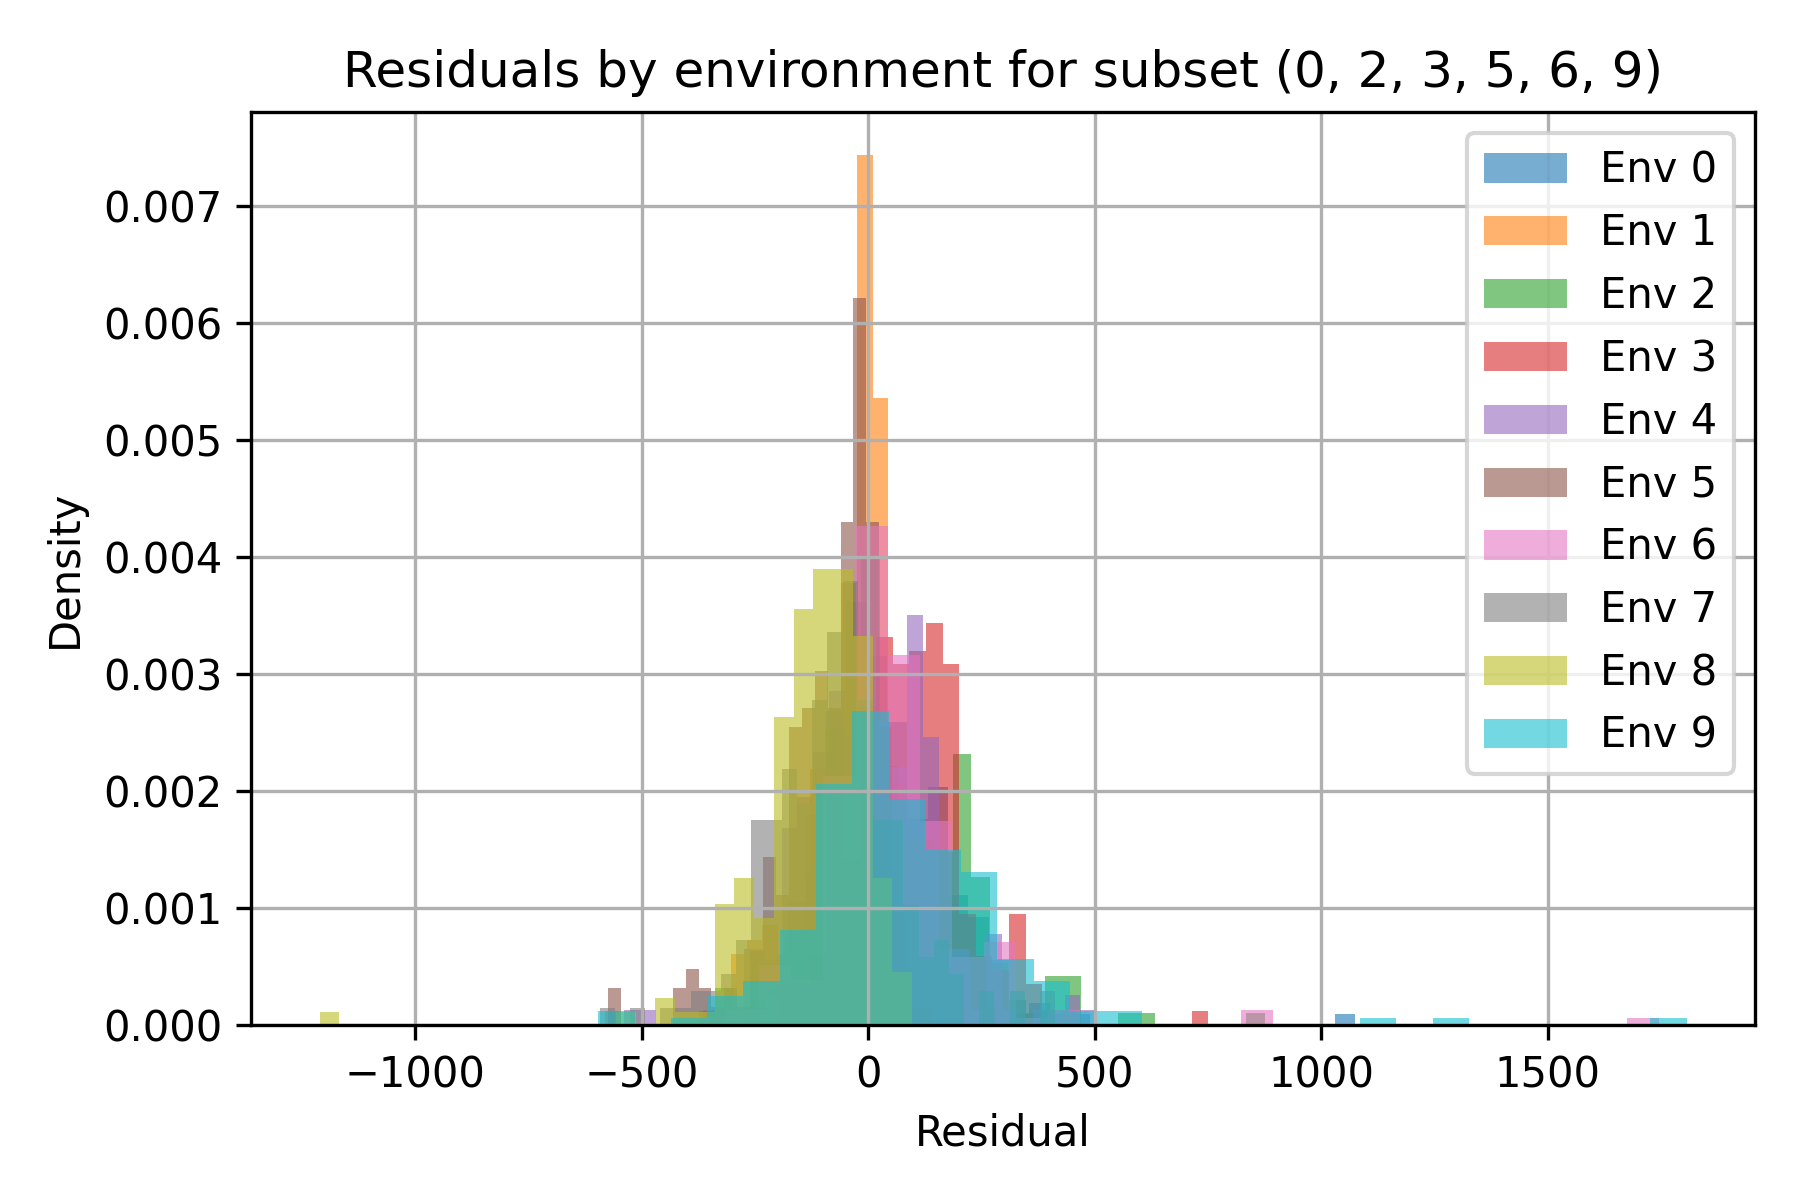 Residuals by environment for subset (0, 2, 3, 5, 6, 9)
Env 0
Env 1
Env 2
Env 3
Env 4
Env 5
Env 6
Env 7
Env 8
Env 9
0.007
0.006
0.005
0.004
0.003
0.002
0.001
0.000
Density
−1000
−500
0
500
1000
1500
Residual